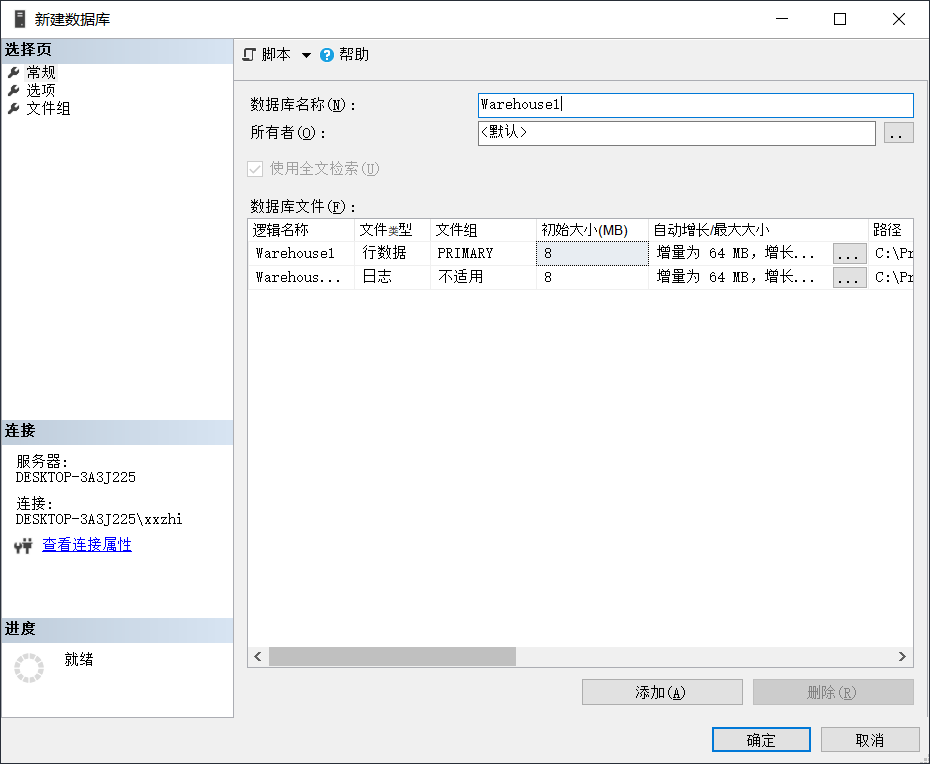 新建数据库
选择页
常规
选项
文件组
脚本 帮助
数据库名称(N):
Warehouse1
所有者(O):
<默认>
..
使用全文检索(U)
数据库文件(F):
逻辑名称 文件类型 文件组 初始大小(MB) 自动增长/最大大小 路径
Warehouse1 行数据 PRIMARY 8 增量为 64 MB，增长... ... C:\Pr
Warehous... 日志 不适用 8 增量为 64 MB，增长... ... C:\Pr
连接
服务器:
DESKTOP-3A3J225
连接:
DESKTOP-3A3J225\xxzhi
查看连接属性
进度
就绪
添加(A) 删除(R)
确定 取消